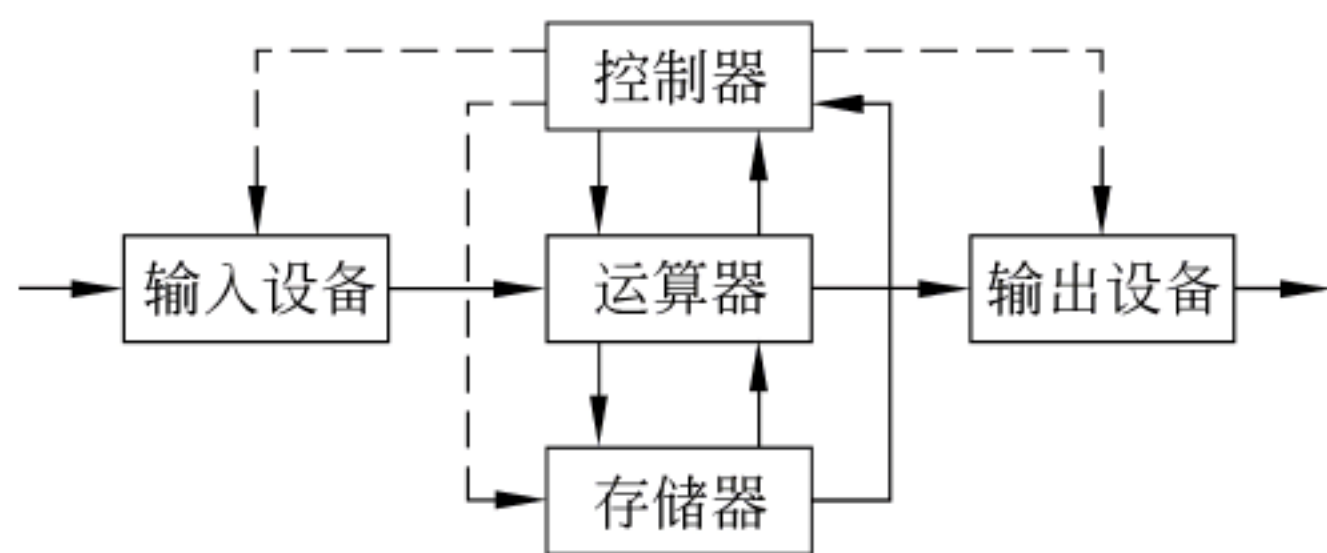 控制器
输入设备
运算器
输出设备
存储器